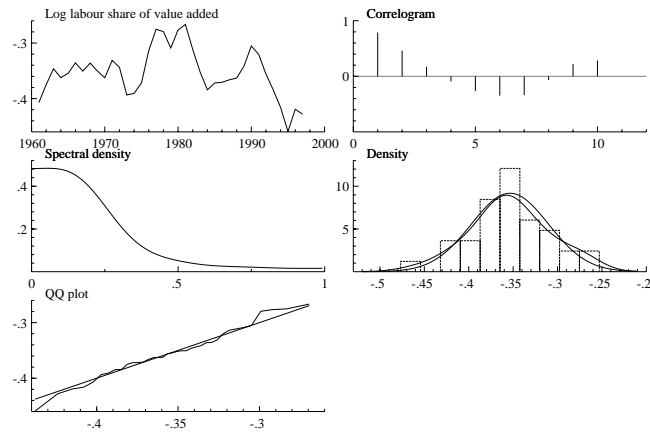 Log labour share of value added
-.3
-.4
1960 1970 1980 1990 2000
Correlogram
1
0
0 5 10
Spectral density
.4
.2
0 .5 1
Density
10
5
-.5 -.45 -.4 -.35 -.3 -.25 -.2
QQ plot
-.3
-.4
-.4 -.35 -.3